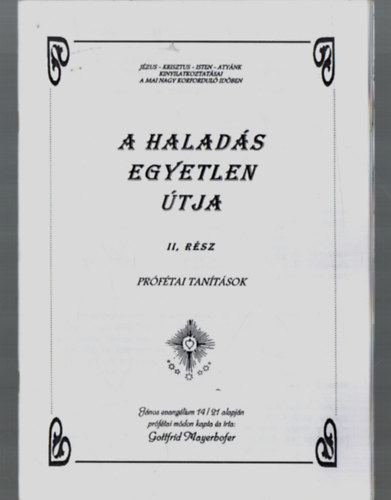 JÉZUS - KRISZTUS - ISTEN - ATYÁNK
KINYILATKOZTATÁSAI
A MAI NAGY KORFORDULÓ IDŐBEN
A HALADÁS
EGYETLEN
ÚTJA
II, RÉSZ
PRÓFÉTAI TANÍTÁSOK
János evangélium 14 / 21 alapján
prófétai módon kapta és írta:
Gottfrid Mayerhofer